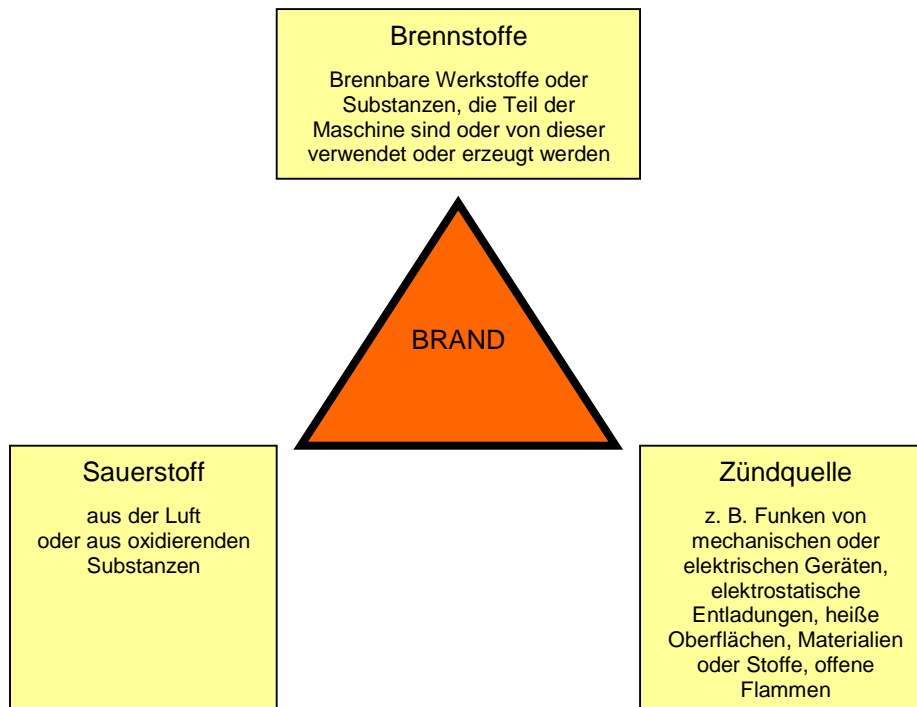 Brennstoffe
Brennbare Werkstoffe oder
Substanzen, die Teil der
Maschine sind oder von dieser
verwendet oder erzeugt werden
BRAND
Sauerstoff
aus der Luft
oder aus oxidierenden
Substanzen
Zündquelle
z. B. Funken von
mechanischen oder
elektrischen Geräten,
elektrostatische
Entladungen, heiße
Oberflächen, Materialien
oder Stoffe, offene
Flammen